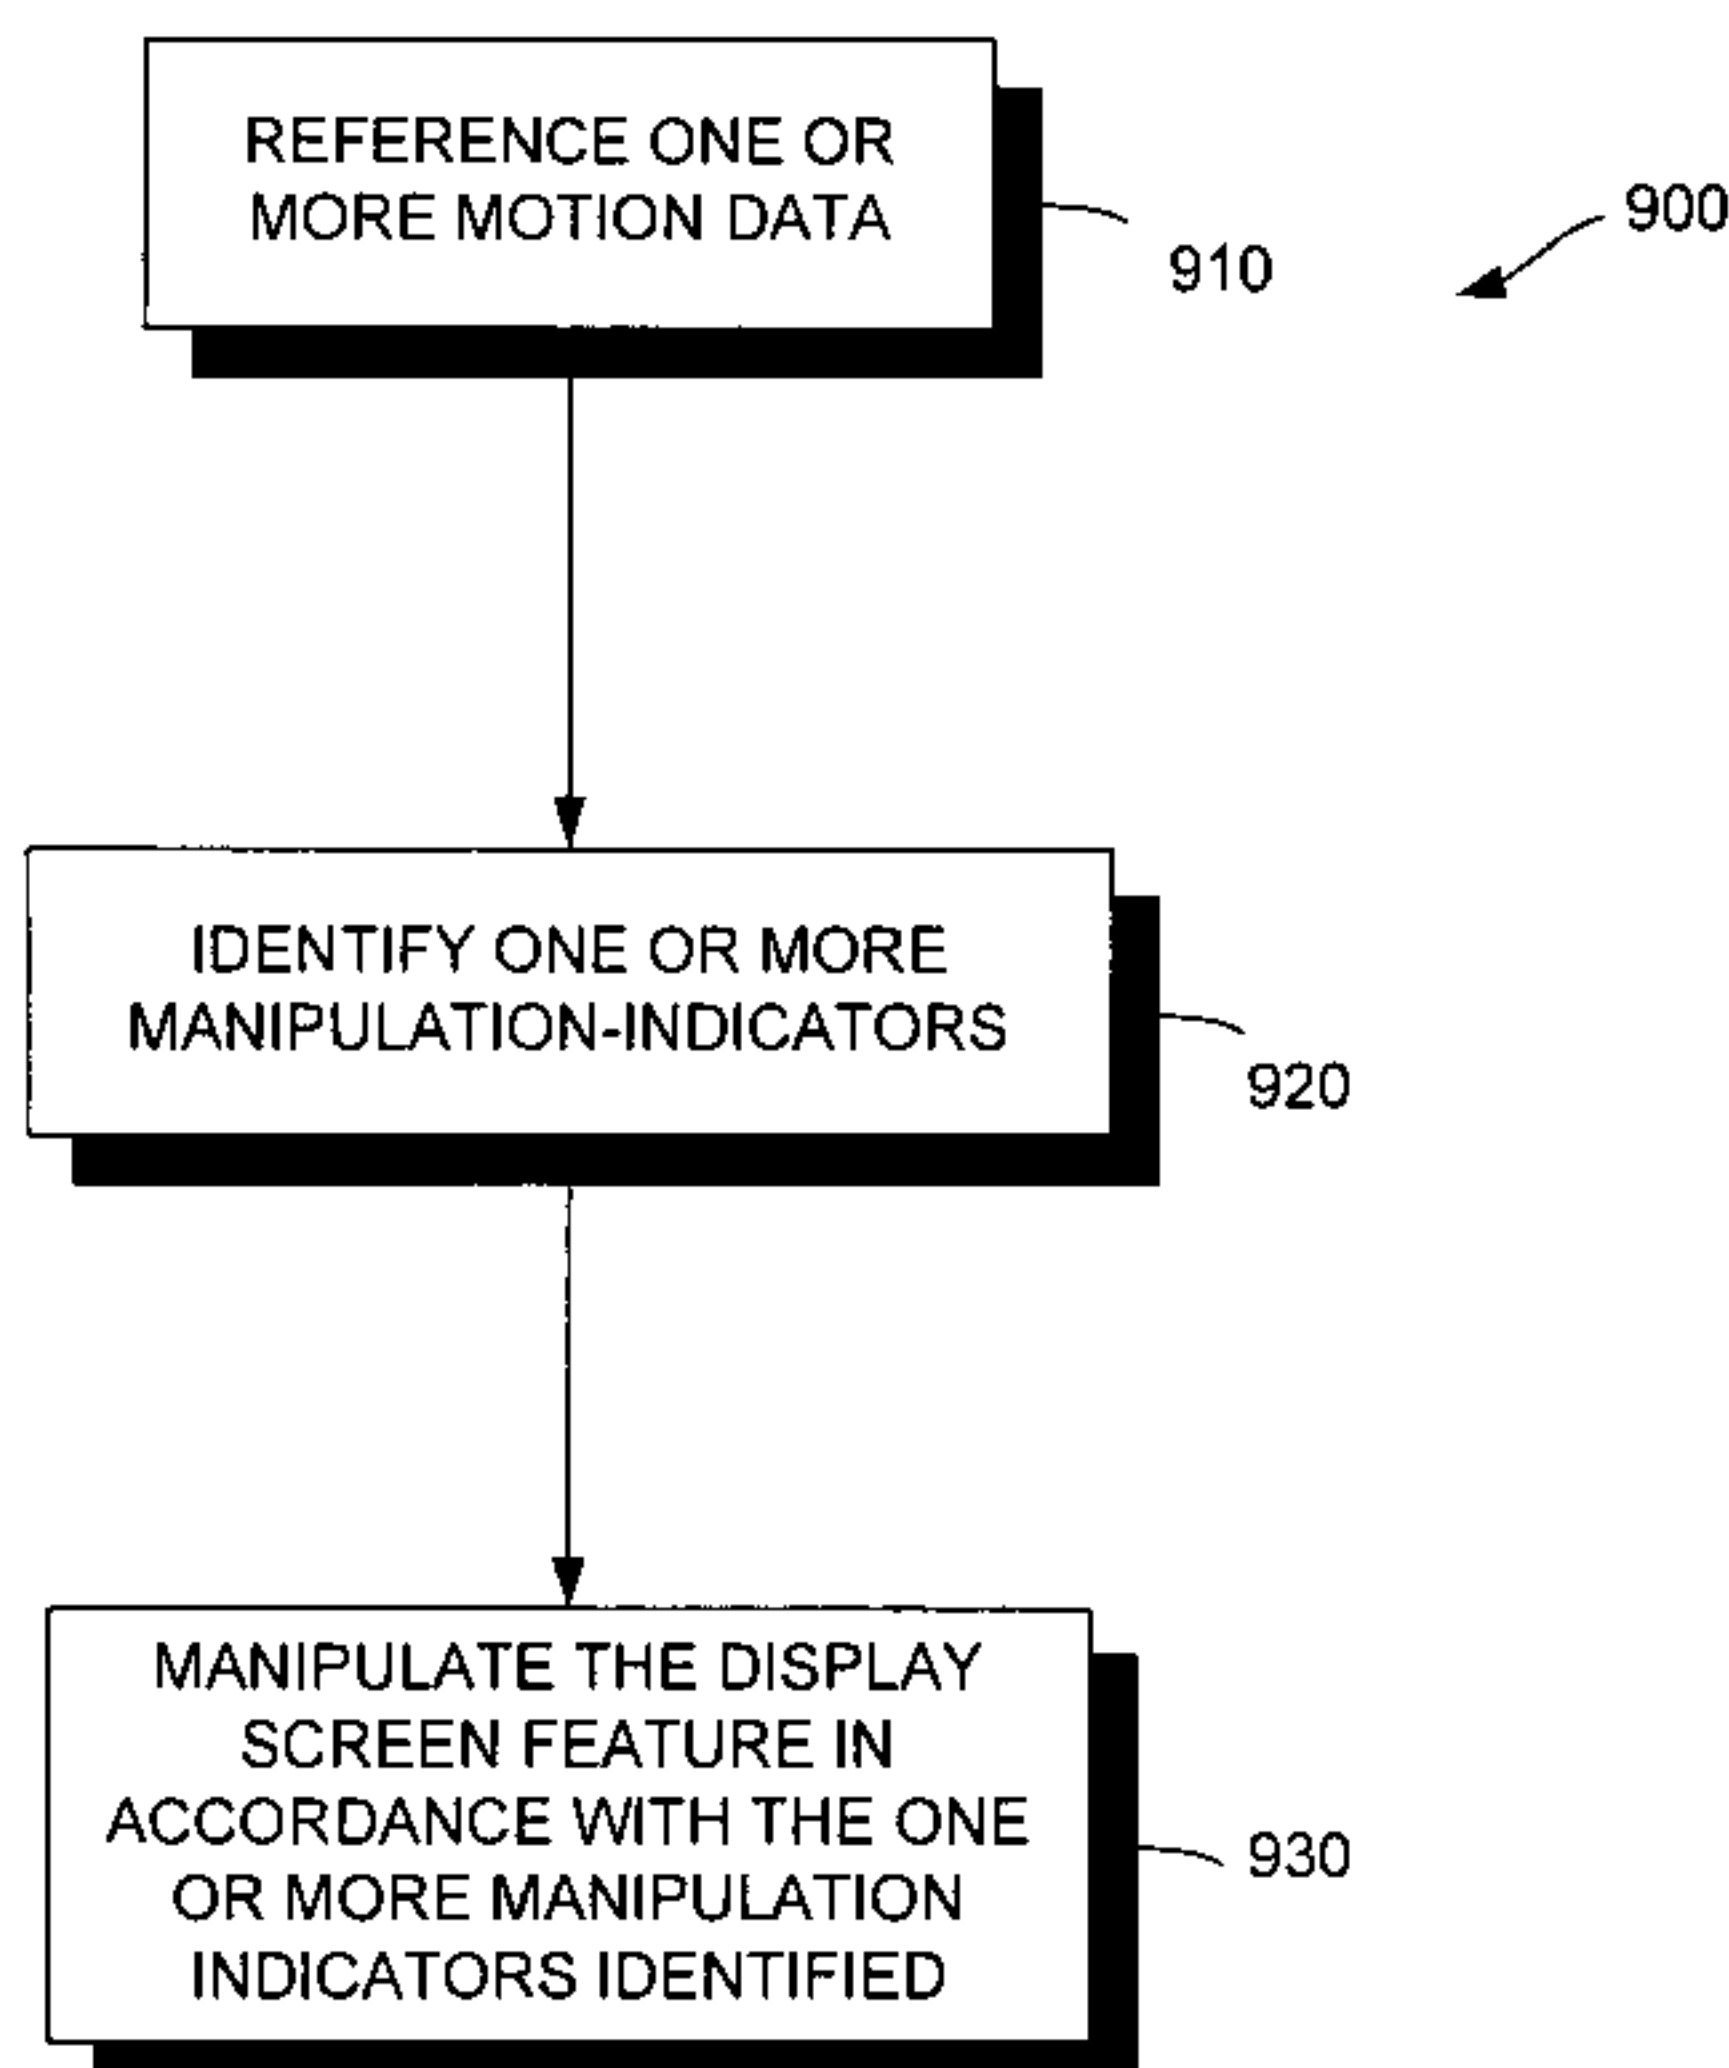 REFERENCE ONE OR
MORE MOTION DATA
910
900
IDENTIFY ONE OR MORE
MANIPULATION-INDICATORS
920
MANIPULATE THE DISPLAY
SCREEN FEATURE IN
ACCORDANCE WITH THE ONE
OR MORE MANIPULATION
INDICATORS IDENTIFIED
930